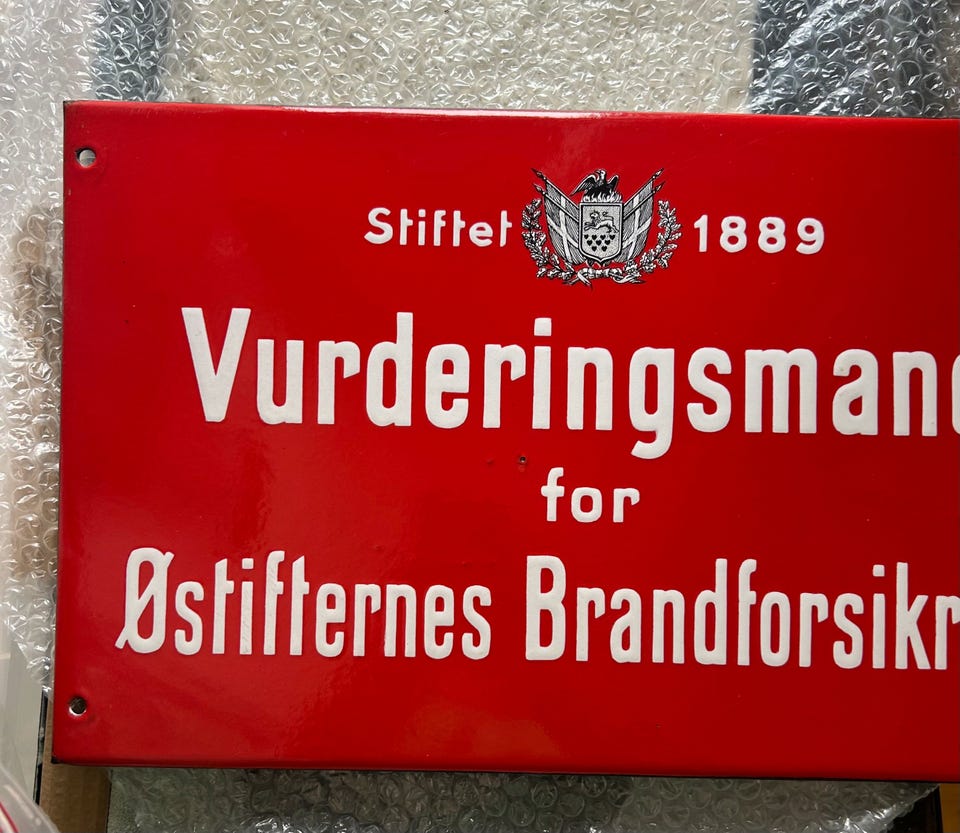 Stiftet 1889
Vurderingsman
for
Østifternes Brandforsikr